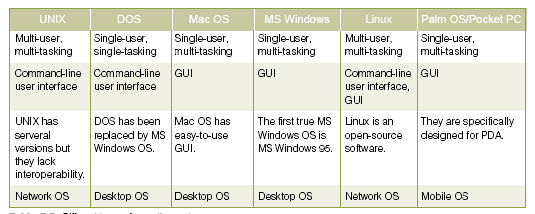 UNIX DOS Mac OS MS Windows Linux Palm OS/Pocket PC
Multi-user, Single-user, Single-user, Single-user, Multi-user, Single-user,
multi-tasking single-tasking multi-tasking multi-tasking multi-tasking multi-tasking
Command-line Command-line GUI GUI Command-line GUI
user interface user interface user interface,
GUI
UNIX has DOS has been Mac OS has The first true MS Linux is an They are specifically
serveral replaced by MS easy-to-use Windows OS is open-source designed for PDA.
versions but Windows OS. GUI. MS Windows 95. software.
they lack
interoperability.
Network OS Desktop OS Desktop OS Desktop OS Network OS Mobile OS